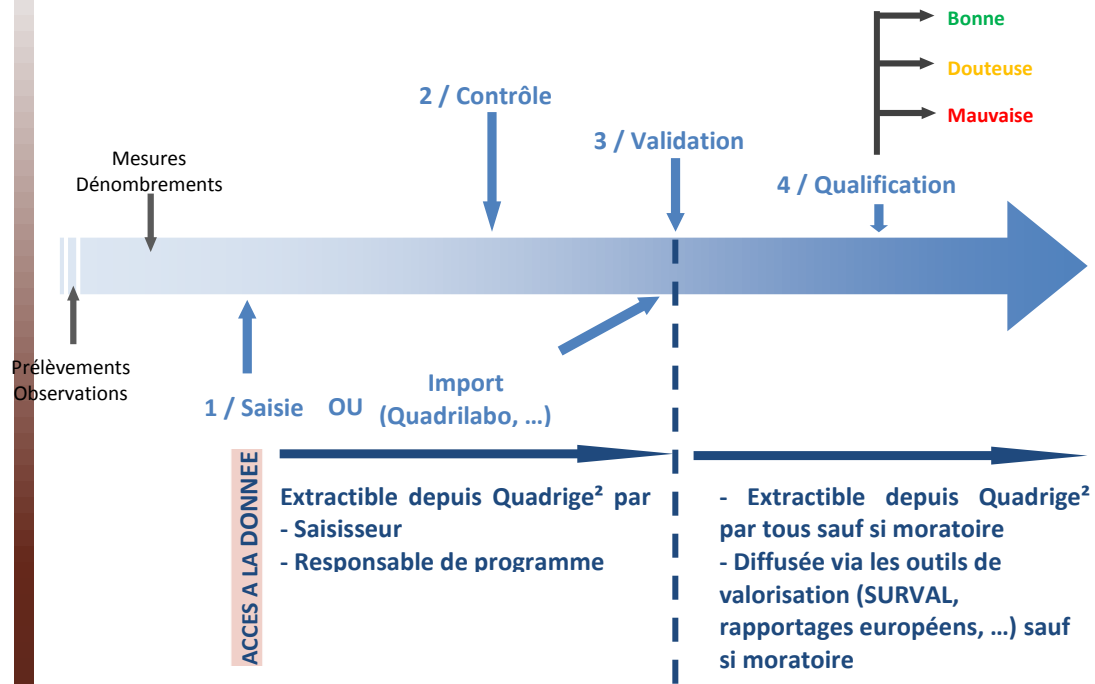 Bonne
Douteuse
Mauvaise
2 / Contrôle
3 / Validation
4 / Qualification
Mesures
Dénombrements
Prélèvements
Observations
1 / Saisie OU
Import
(Quadrilabo, …)
ACCES A LA DONNEE
Extractible depuis Quadrige² par
- Saisisseur
- Responsable de programme
- Extractible depuis Quadrige²
par tous sauf si moratoire
- Diffusée via les outils de
valorisation (SURVAL,
rapportages européens, …) sauf
si moratoire